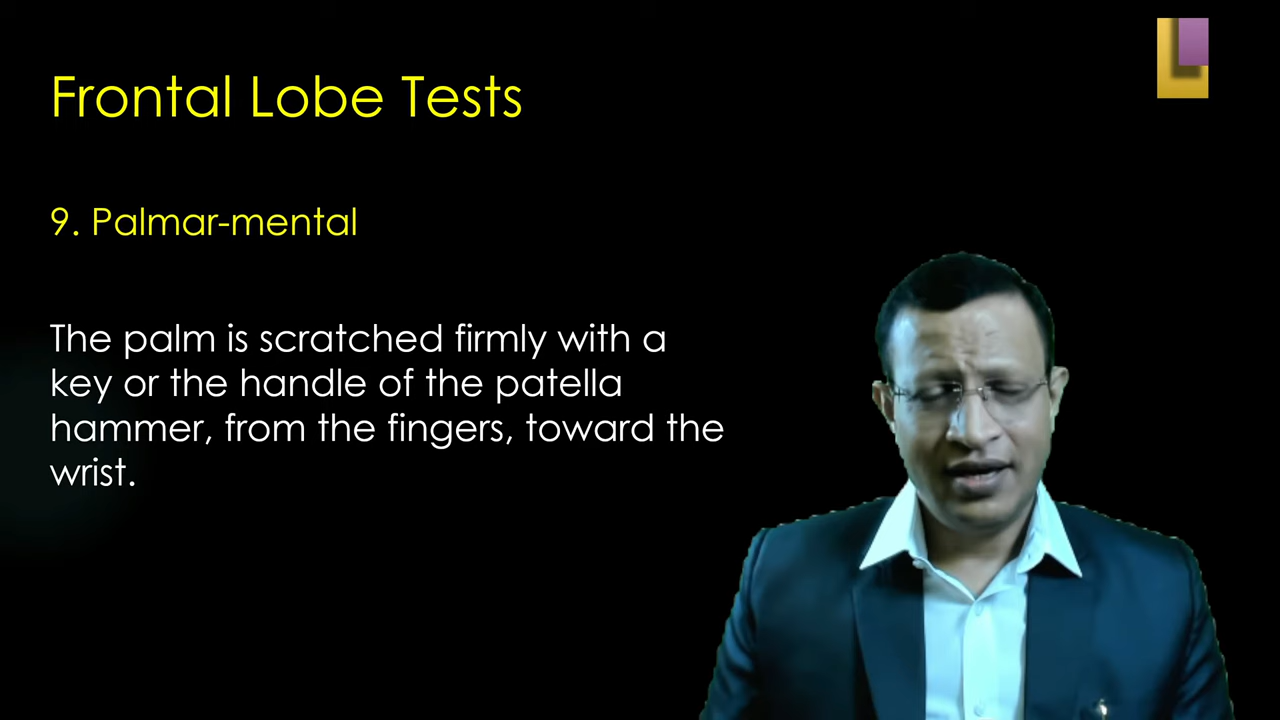 Frontal Lobe Tests
9. Palmar-mental
The palm is scratched firmly with a
key or the handle of the patella
hammer, from the fingers, toward the
wrist.